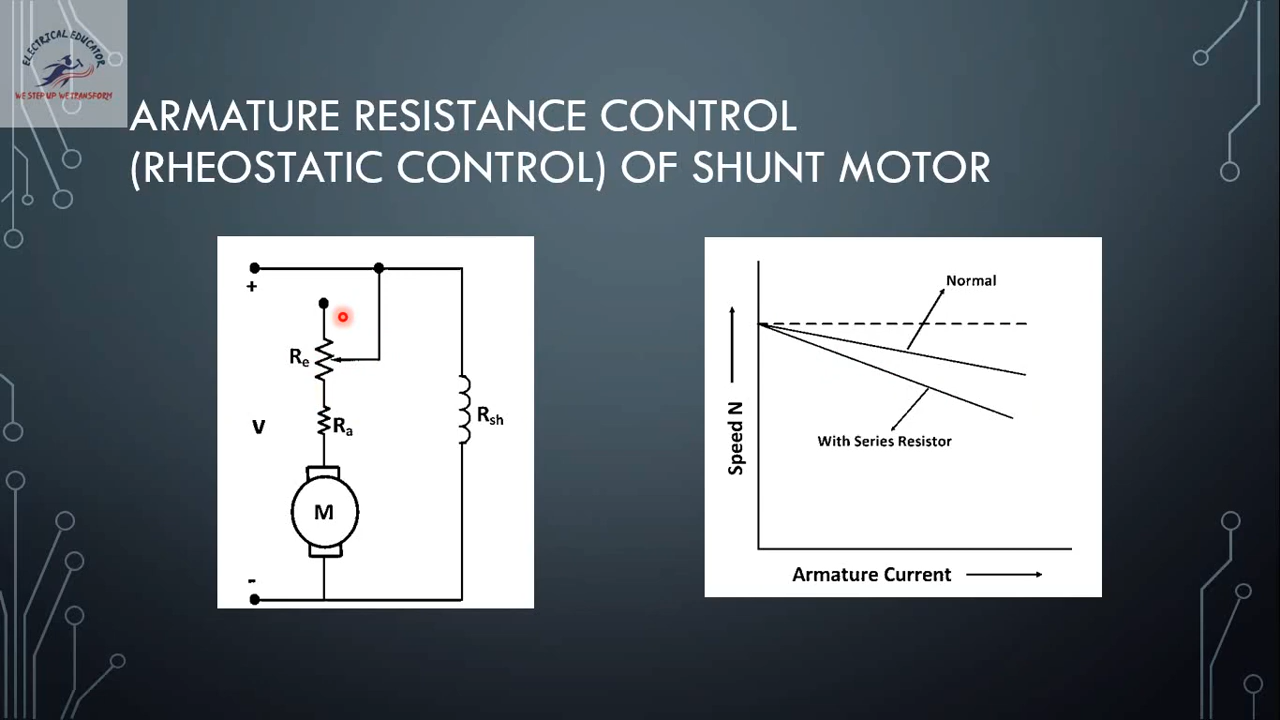 ELECTRICAL EDUCATOR
WE STEP UP WE TRANSFORM
ARMATURE RESISTANCE CONTROL
(RHEOSTATIC CONTROL) OF SHUNT MOTOR
+
Re
Ra
V
Rsh
M
-
Normal
With Series Resistor
Speed N
Armature Current